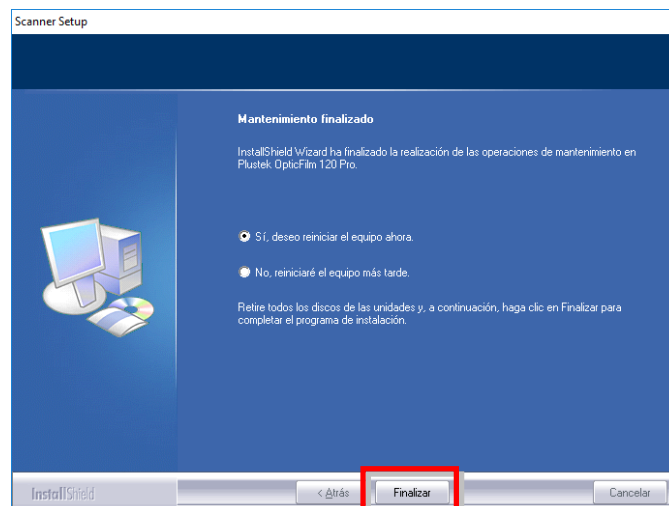 Scanner Setup
Mantenimiento finalizado
InstallShield Wizard ha finalizado la realización de las operaciones de mantenimiento en
Plustek OpticFilm 120 Pro.
Sí, deseo reiniciar el equipo ahora.
No, reiniciaré el equipo más tarde.
Retire todos los discos de las unidades y, a continuación, haga clic en Finalizar para
completar el programa de instalación.
InstallShield
< Atrás
Finalizar
Cancelar